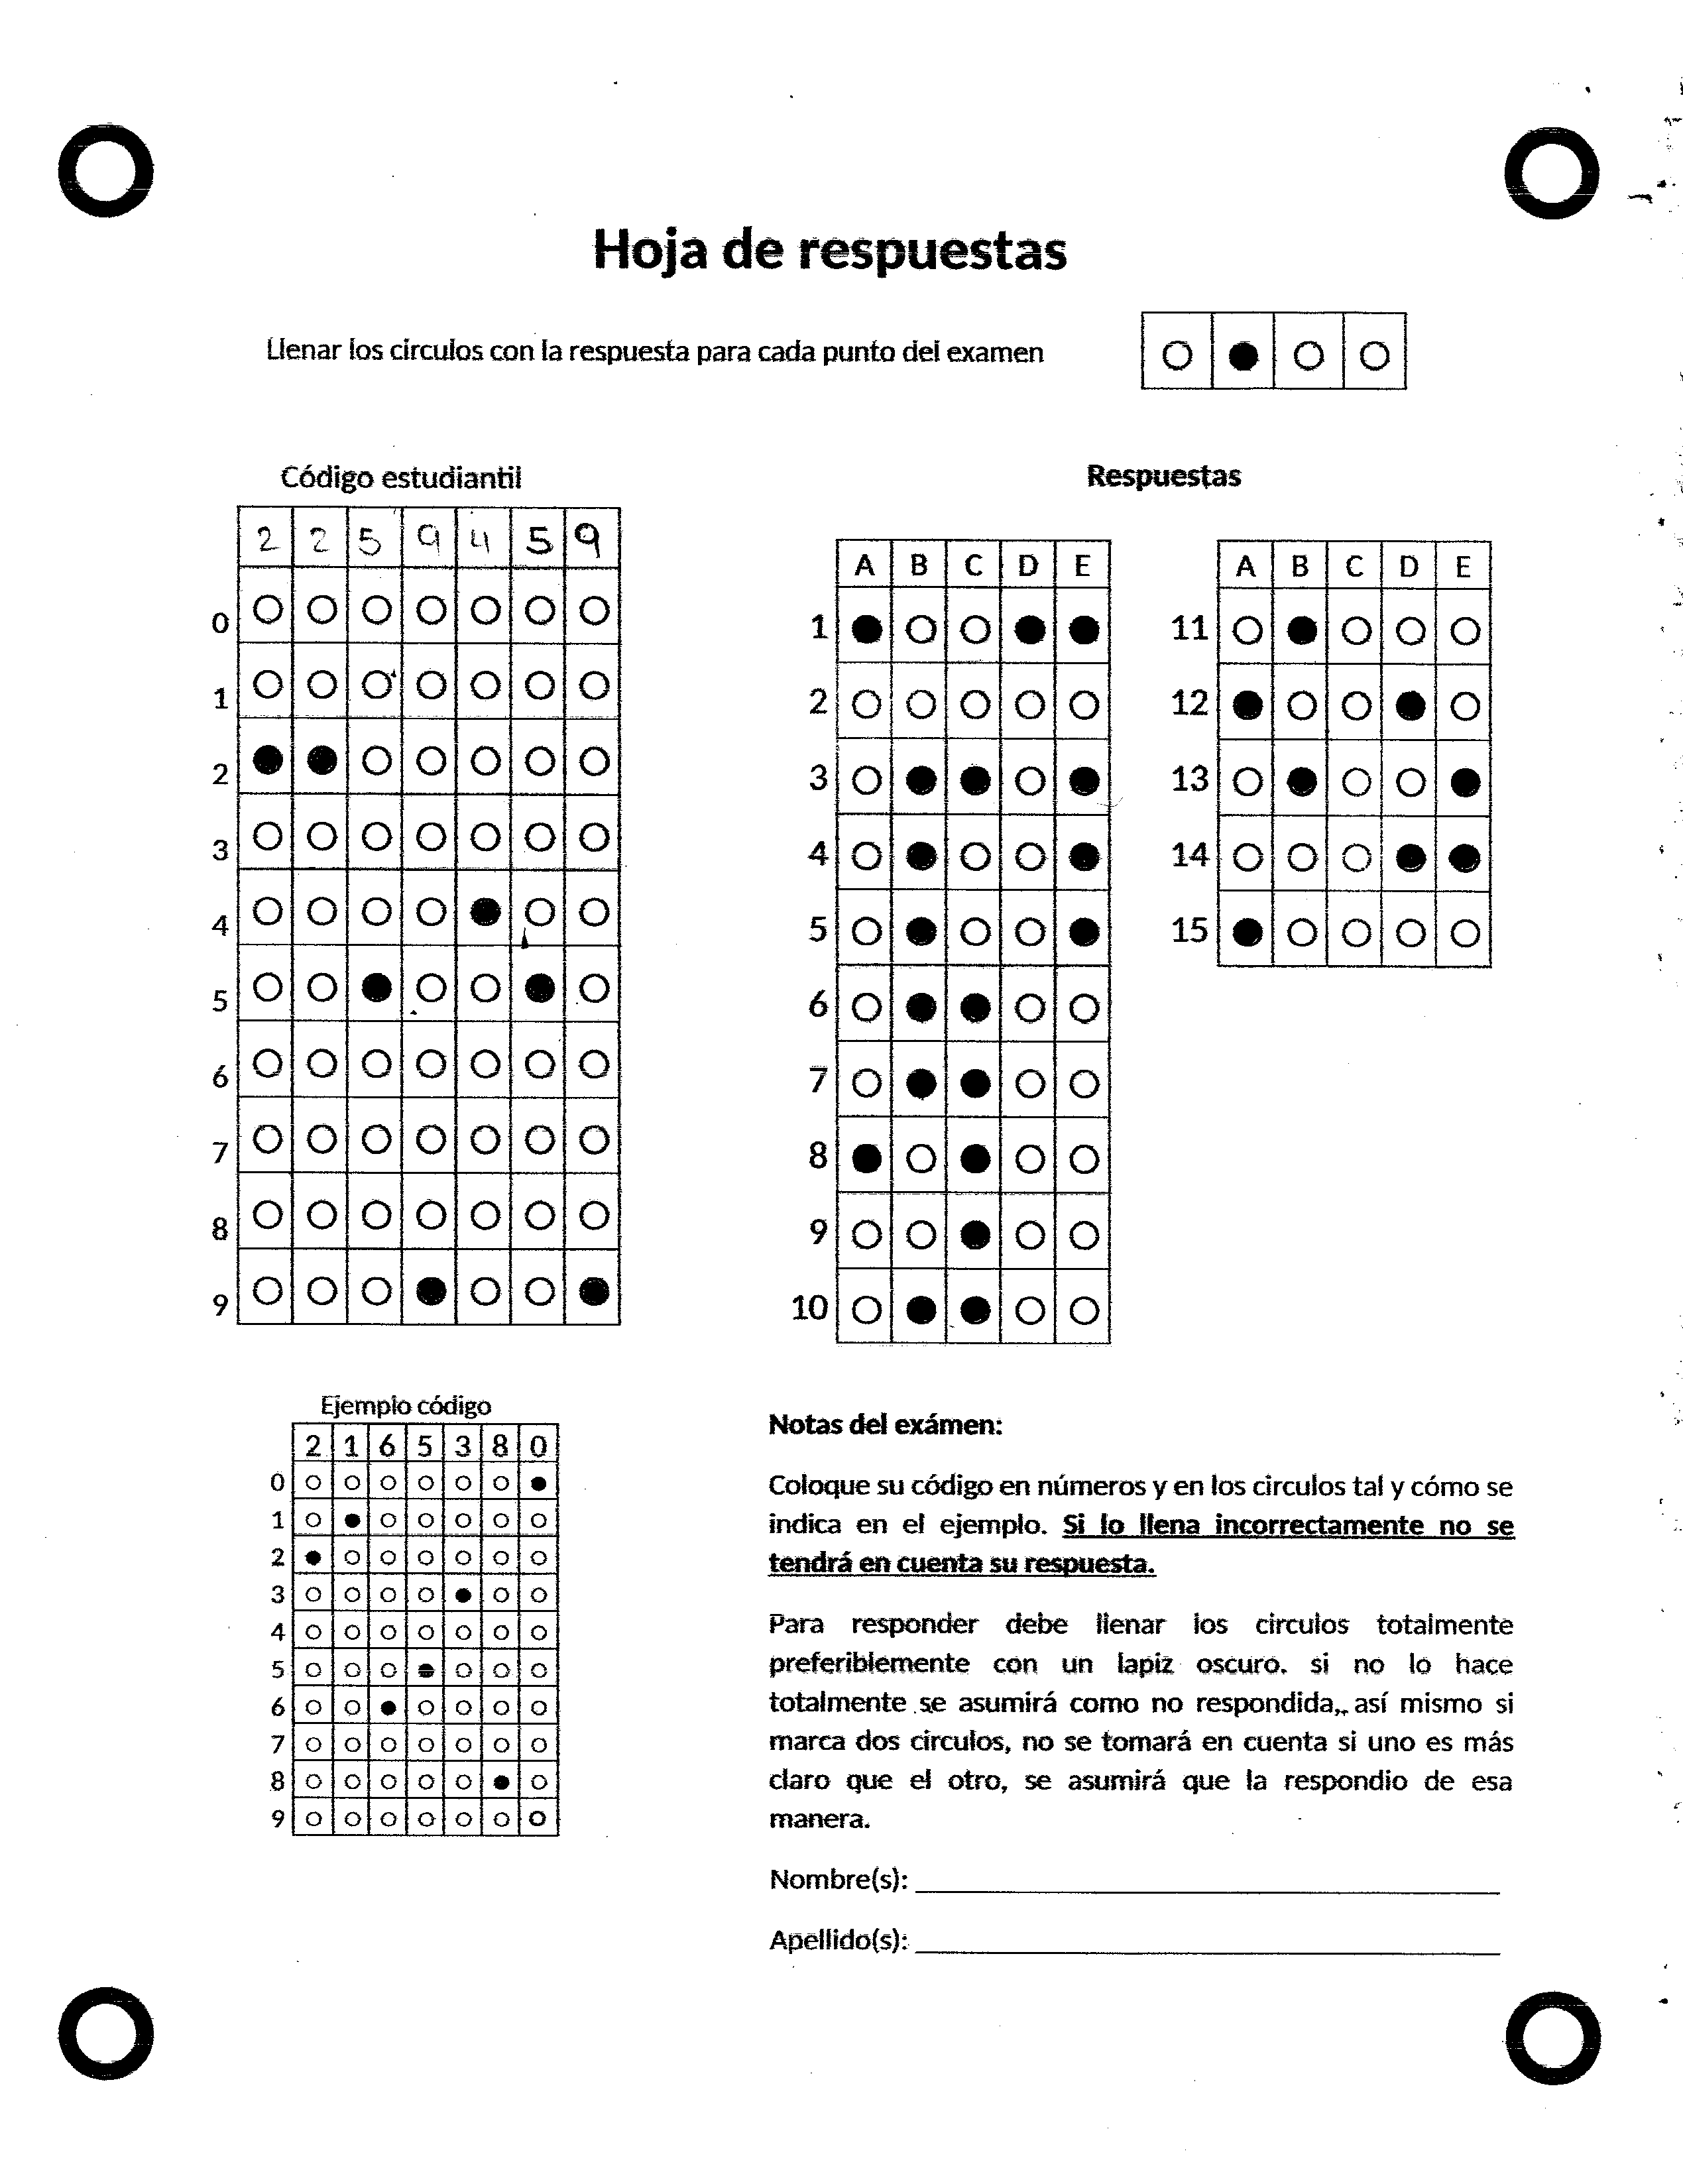 Hoja de respuestas
Llenar los circulos con la respuesta para cada punto del examen
Código estudiantil
2 2 5 9 4 5 9
0
1
2
3
4
5
6
7
8
9
Respuestas
A B C D E
1
2
3
4
5
6
7
8
9
10
A B C D E
11
12
13
14
15
Ejemplo código
2 1 6 5 3 8 0
0
1
2
3
4
5
6
7
8
9
Notas del exámen:
Coloque su código en números y en los circulos tal y cómo se
indica en el ejemplo. Si lo llena incorrectamente no se
tendrá en cuenta su respuesta.
Para responder debe llenar los circulos totalmente
preferiblemente con un lapiz oscuro. si no lo hace
totalmente se asumirá como no respondida, así mismo si
marca dos circulos, no se tomará en cuenta si uno es más
claro que el otro, se asumirá que la respondio de esa
manera.
Nombre(s):
Apellido(s):